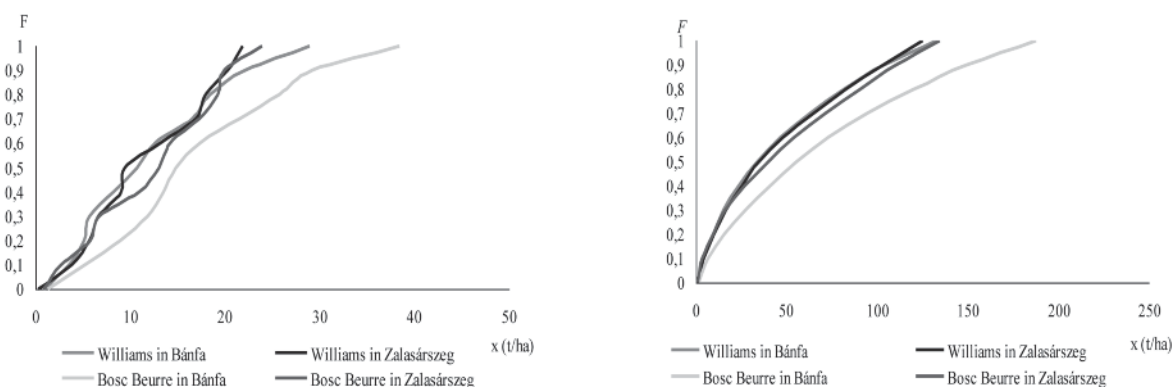 F
1
0,9
0,8
0,7
0,6
0,5
0,4
0,3
0,2
0,1
0
0 10 20 30 40 50
x (t/ha)
Williams in Bánfa Williams in Zalasárszeg
Bosc Beurre in Bánfa Bosc Beurre in Zalasárszeg
F
1
0,9
0,8
0,7
0,6
0,5
0,4
0,3
0,2
0,1
0
0 50 100 150 200 250
x (t/ha)
Williams in Bánfa Williams in Zalasárszeg
Bosc Beurre in Bánfa Bosc Beurre in Zalasárszeg